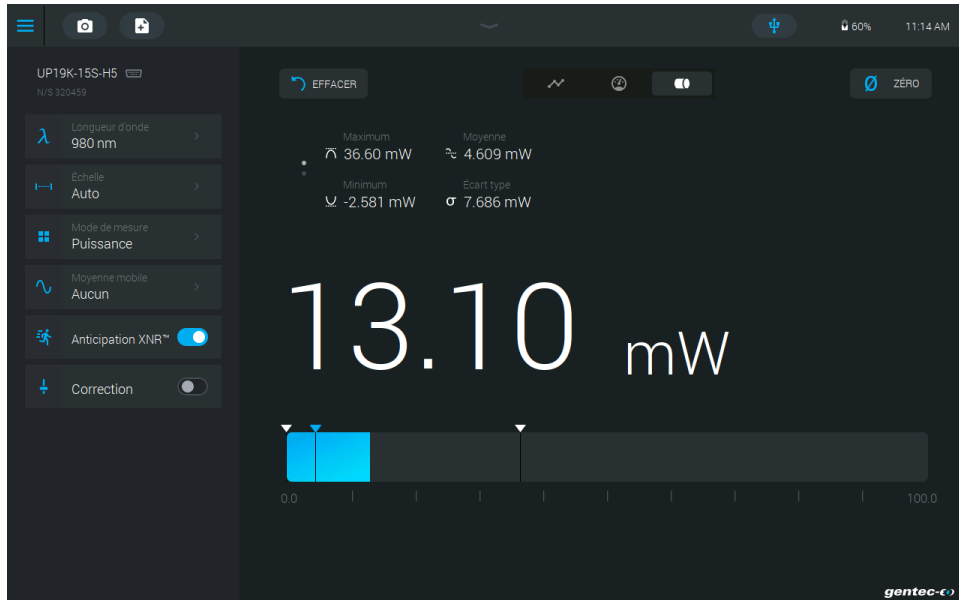 60%
11:14 AM
UP19K-15S-H5
N/S 320459
EFFACER
Ø ZÉRO
λ Longueur d'onde
980 nm
Échelle
Auto
Mode de mesure
Puissance
Moyenne mobile
Aucun
Anticipation XNR™
Correction
Maximum
36.60 mW
Moyenne
4.609 mW
Minimum
-2.581 mW
Écart type
σ 7.686 mW
13.10 mW
0.0
100.0
gentec-eo